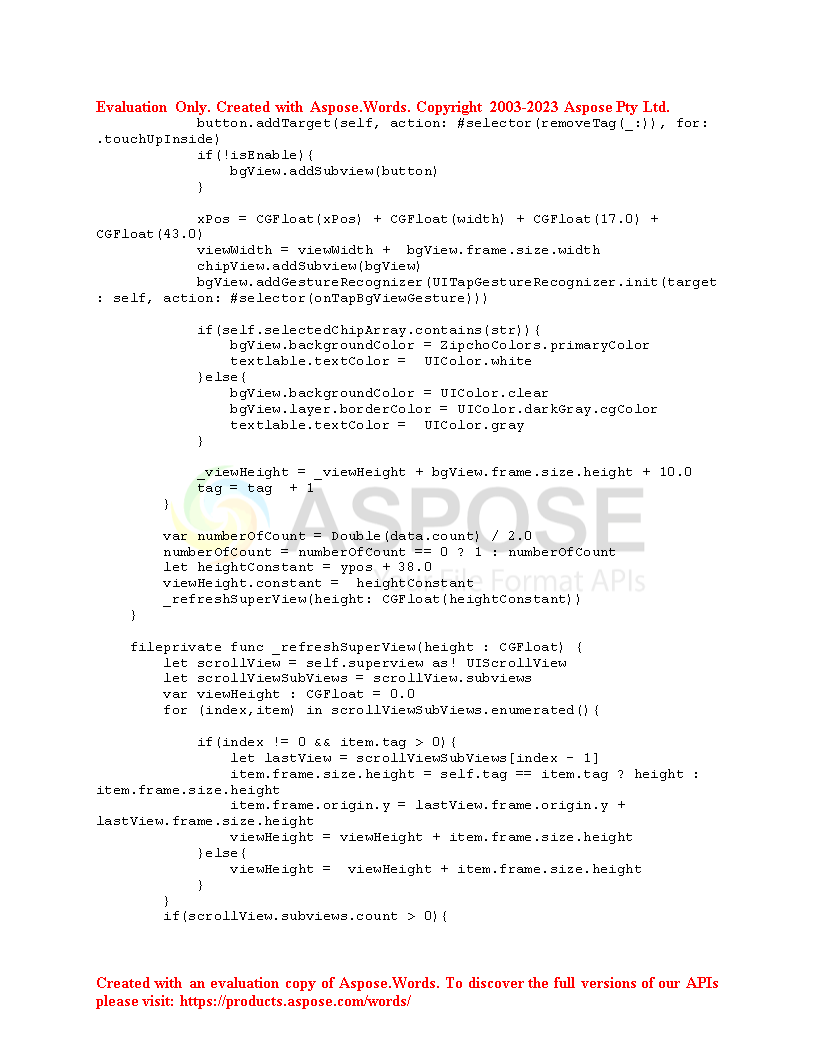 Evaluation Only. Created with Aspose.Words. Copyright 2003-2023 Aspose Pty Ltd.
            button.addTarget(self, action: #selector(removeTag(_:)), for:
.touchUpInside)
            if(!isEnable){
                bgView.addSubview(button)
            }

            xPos = CGFloat(xPos) + CGFloat(width) + CGFloat(17.0) +
CGFloat(43.0)
            viewWidth = viewWidth +  bgView.frame.size.width
            chipView.addSubview(bgView)
            bgView.addGestureRecognizer(UITapGestureRecognizer.init(target
: self, action: #selector(onTapBgViewGesture)))

            if(self.selectedChipArray.contains(str)){
                bgView.backgroundColor = ZipchoColors.primaryColor
                textlable.textColor =  UIColor.white
            }else{
                bgView.backgroundColor = UIColor.clear
                bgView.layer.borderColor = UIColor.darkGray.cgColor
                textlable.textColor =  UIColor.gray
            }

            _viewHeight = _viewHeight + bgView.frame.size.height + 10.0
            tag = tag  + 1
        }
ASPOSE
        var numberOfCount = Double(data.count) / 2.0
        numberOfCount = numberOfCount == 0 ? 1 : numberOfCount
        let heightConstant = ypos + 38.0
        viewHeight.constant =  heightConstant
File Format APIs
        _refreshSuperView(height: CGFloat(heightConstant))
    }

    fileprivate func _refreshSuperView(height : CGFloat) {
        let scrollView = self.superview as! UIScrollView
        let scrollViewSubViews = scrollView.subviews
        var viewHeight : CGFloat = 0.0
        for (index,item) in scrollViewSubViews.enumerated(){

            if(index != 0 && item.tag > 0){
                let lastView = scrollViewSubViews[index - 1]
                item.frame.size.height = self.tag == item.tag ? height :
item.frame.size.height
                item.frame.origin.y = lastView.frame.origin.y +
lastView.frame.size.height
                viewHeight = viewHeight + item.frame.size.height
            }else{
                viewHeight =  viewHeight + item.frame.size.height
            }
        }
        if(scrollView.subviews.count > 0){
Created with an evaluation copy of Aspose.Words. To discover the full versions of our APIs
please visit: https://products.aspose.com/words/